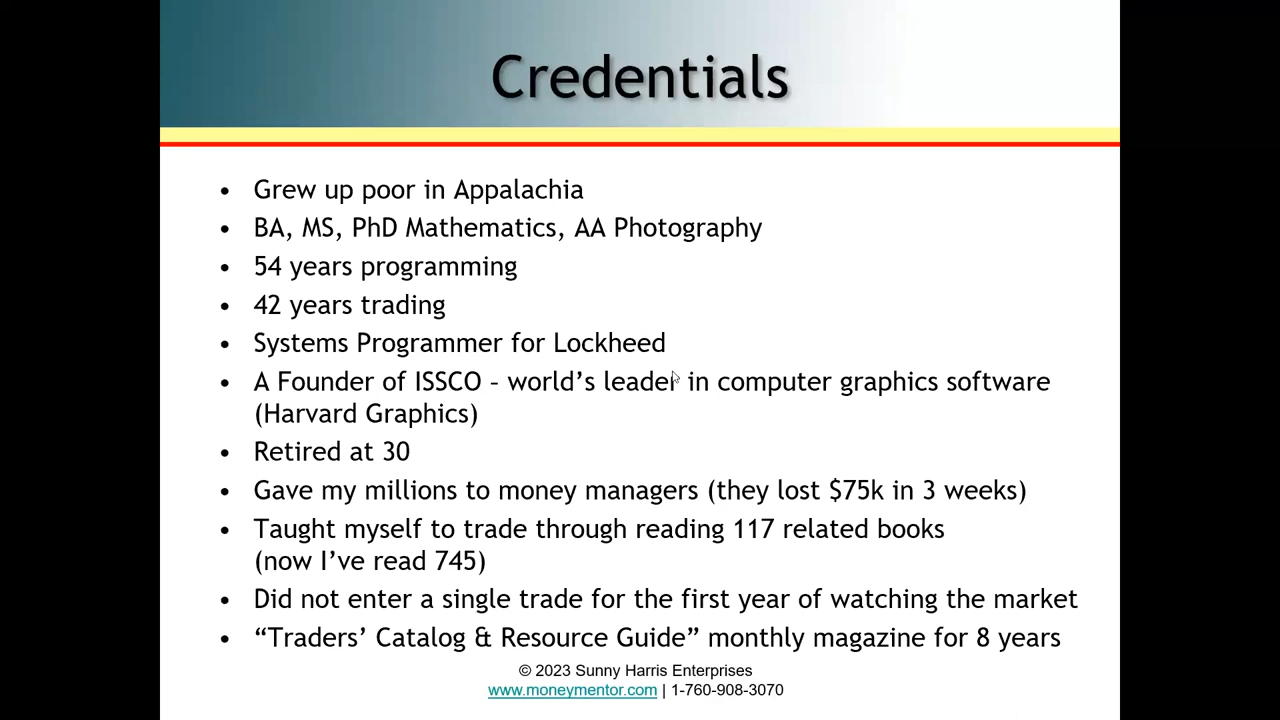 Credentials
• Grew up poor in Appalachia
• BA, MS, PhD Mathematics, AA Photography
• 54 years programming
• 42 years trading
• Systems Programmer for Lockheed
• A Founder of ISSCO – world’s leader in computer graphics software
(Harvard Graphics)
• Retired at 30
• Gave my millions to money managers (they lost $75k in 3 weeks)
• Taught myself to trade through reading 117 related books
(now I’ve read 745)
• Did not enter a single trade for the first year of watching the market
• “Traders’ Catalog & Resource Guide” monthly magazine for 8 years
© 2023 Sunny Harris Enterprises
www.moneymentor.com | 1-760-908-3070